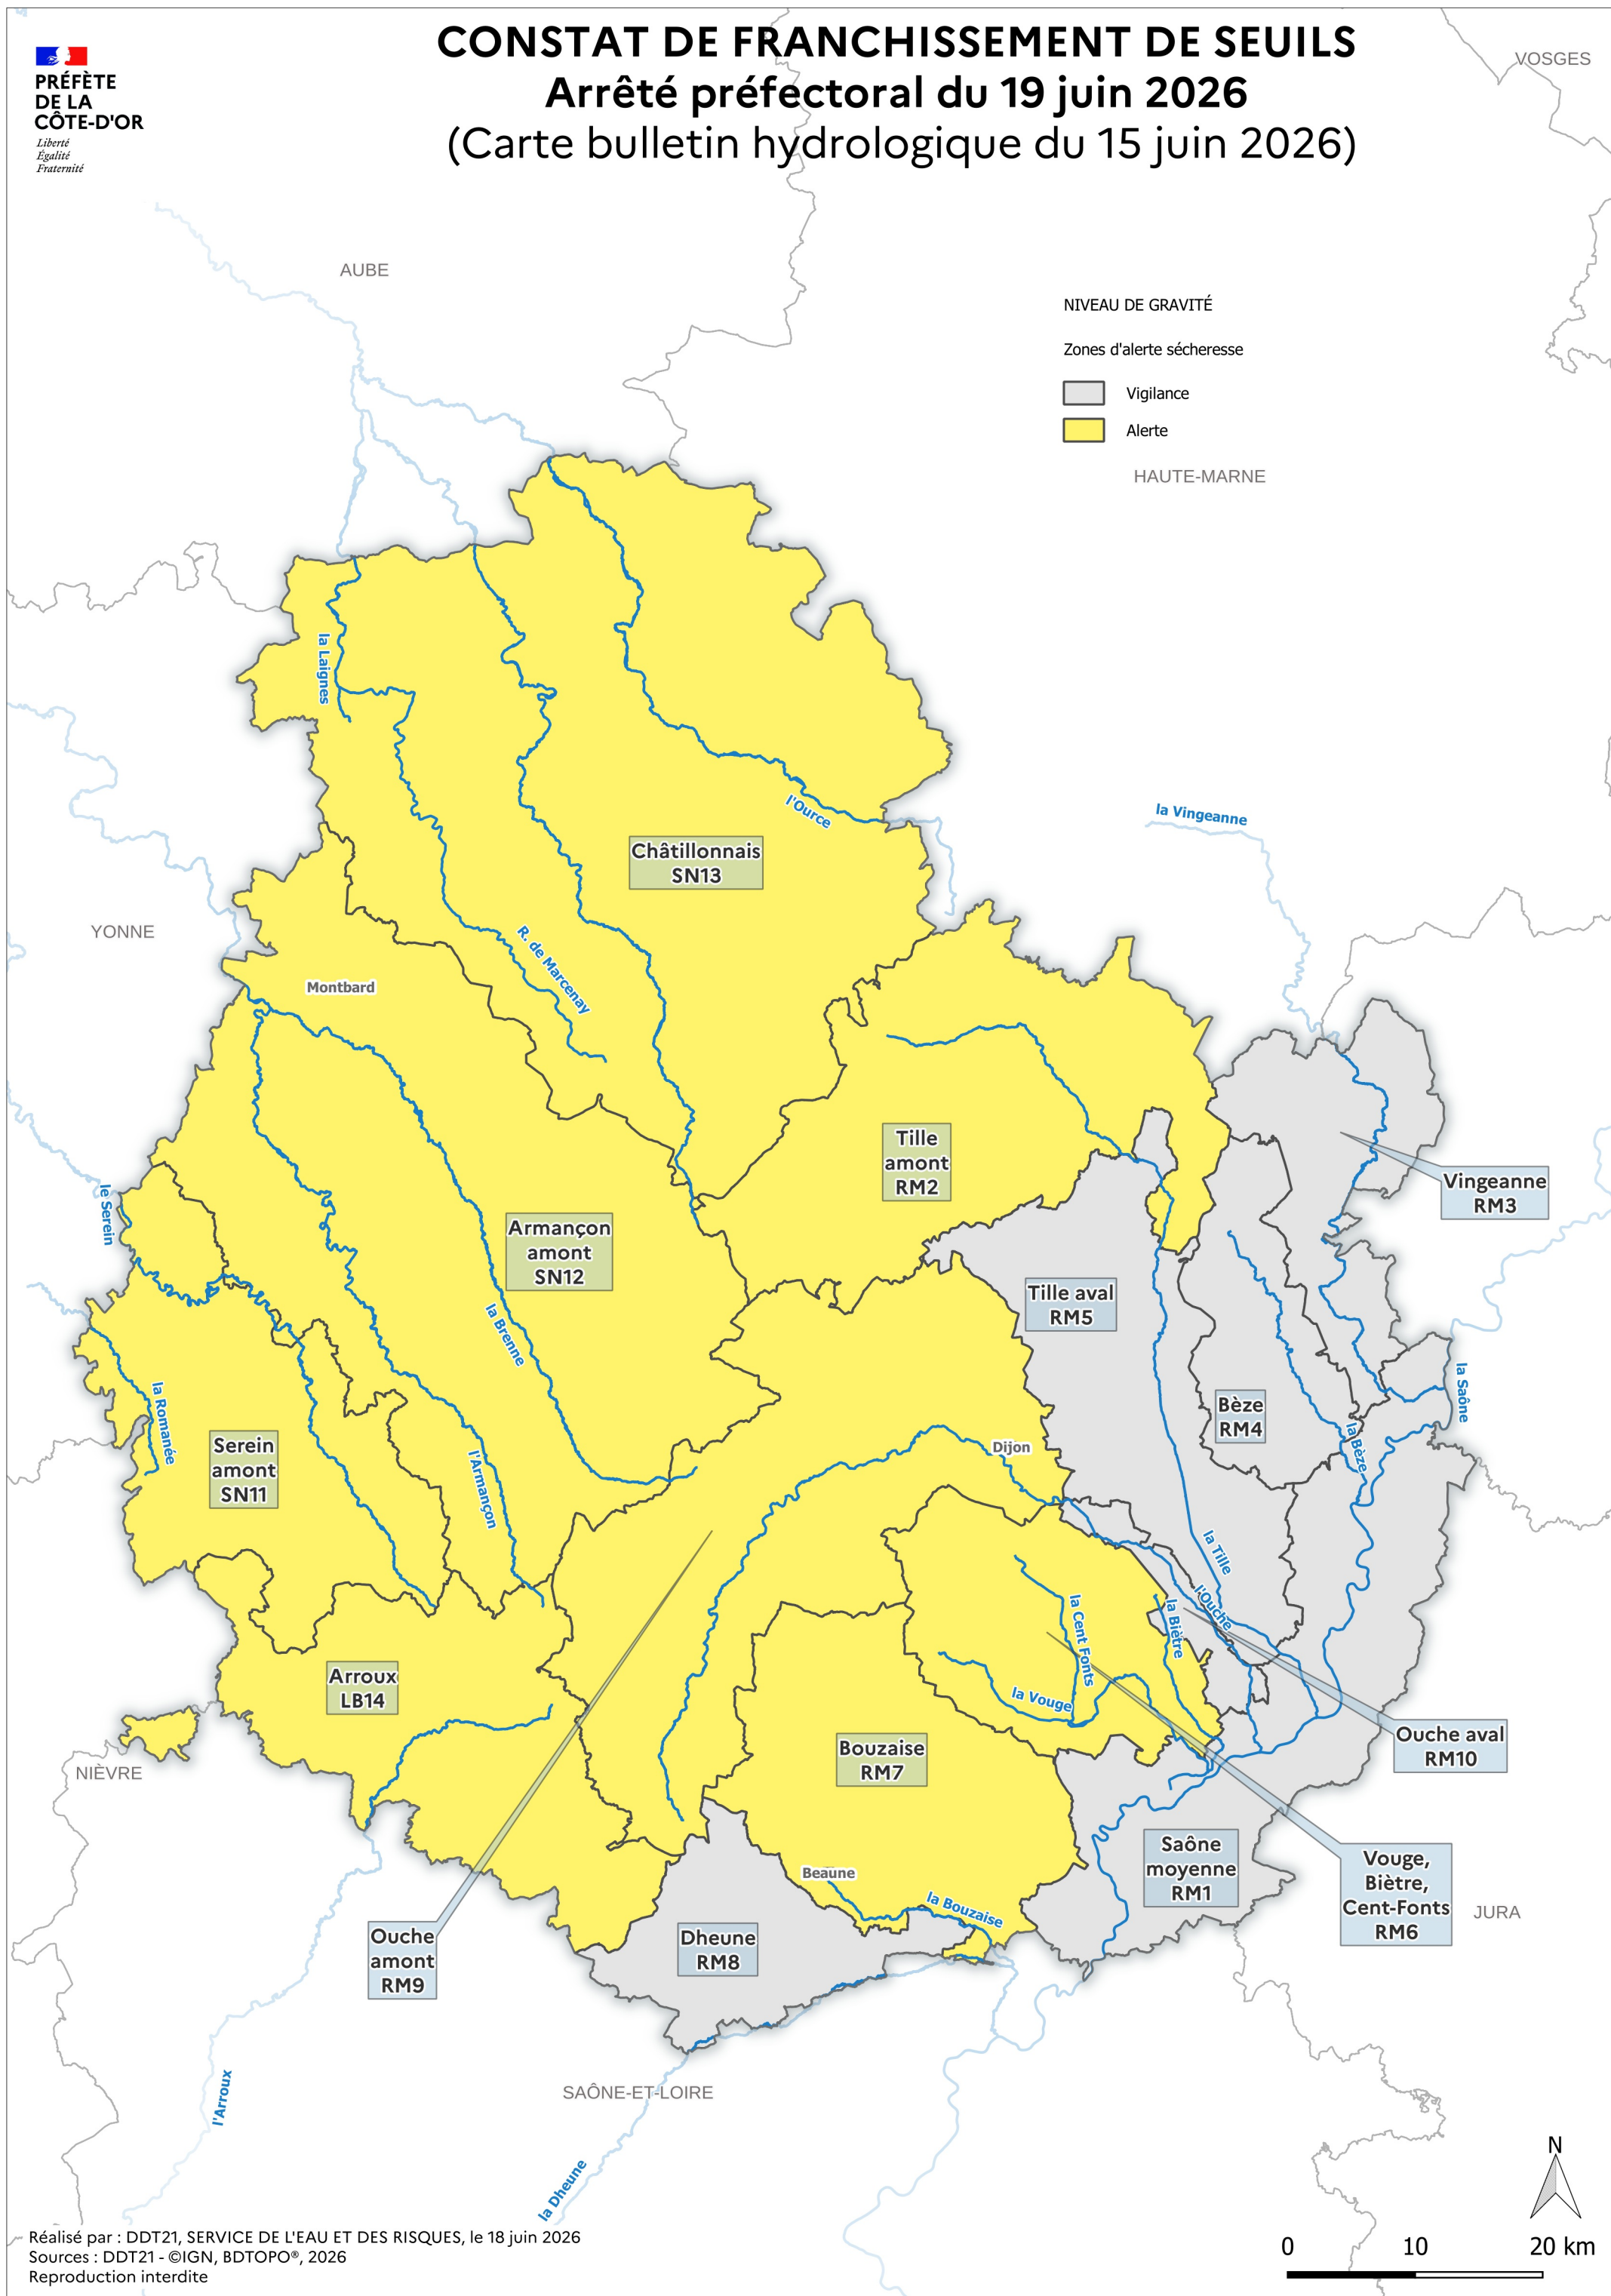 CONSTAT DE FRANCHISSEMENT DE SEUILS
Arrêté préfectoral du 19 juin 2026
(Carte bulletin hydrologique du 15 juin 2026)
PRÉFÈTE
DE LA
CÔTE-D'OR
Liberté
Égalité
Fraternité
VOSGES
AUBE
NIVEAU DE GRAVITÉ
Zones d'alerte sécheresse
Vigilance
Alerte
HAUTE-MARNE
la Laignes
l'Ource
la Vingeanne
Châtillonnais
SN13
YONNE
R. de Marcenay
Montbard
Tille
amont
RM2
Vingeanne
RM3
le Serein
Armançon
amont
SN12
Tille aval
RM5
la Brenne
la Romanée
la Saône
Bèze
RM4
la Bèze
Serein
amont
SN11
Dijon
l'Armançon
la Tille
l'Ouche
la Cent Fonts
la Biètre
Arroux
LB14
la Vouge
Ouche aval
RM10
NIÈVRE
Bouzaise
RM7
Saône
moyenne
RM1
Vouge,
Biètre,
Cent-Fonts
RM6
JURA
Beaune
la Bouzaise
Ouche
amont
RM9
Dheune
RM8
SAÔNE-ET-LOIRE
l'Arroux
la Dheune
N
0 10 20 km
Réalisé par : DDT21, SERVICE DE L'EAU ET DES RISQUES, le 18 juin 2026
Sources : DDT21 - ©IGN, BDTOPO®, 2026
Reproduction interdite